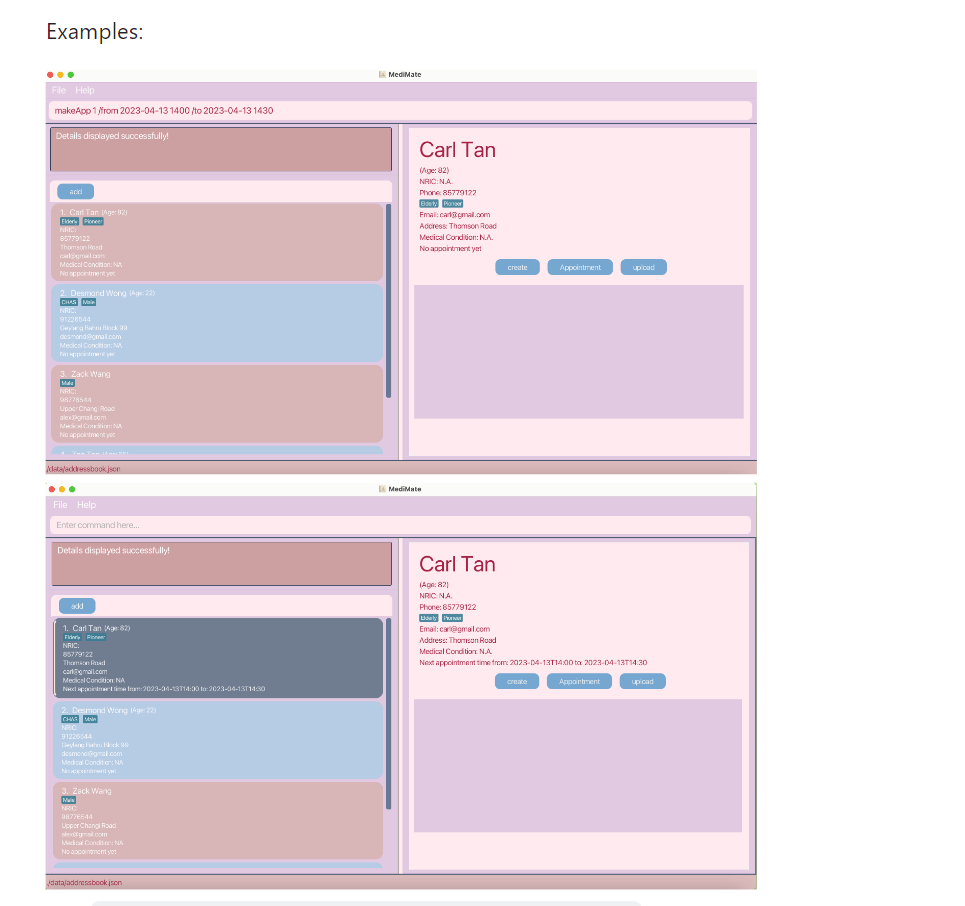 Examples:
MediMate
File Help
makeApp 1 /from 2023-04-13 1400 /to 2023-04-13 1430
Details displayed successfully!
add
1. Carl Tan (Age: 82)
Elderly Pioneer
NRIC:
85779122
Thomson Road
carl@gmail.com
Medical Condition: NA
No appointment yet
2. Desmond Wong (Age: 22)
CHAS Male
NRIC:
91226544
Geylang Bahru Block 99
desmond@gmail.com
Medical Condition: NA
No appointment yet
3. Zack Wang
Male
NRIC:
98776544
Upper Changi Road
alex@gmail.com
Medical Condition: NA
No appointment yet
Carl Tan
(Age: 82)
NRIC: N.A.
Phone: 85779122
Elderly Pioneer
Email: carl@gmail.com
Address: Thomson Road
Medical Condition: N.A.
No appointment yet
create Appointment upload
/data/addressbook.json
MediMate
File Help
Enter command here...
Details displayed successfully!
add
1. Carl Tan (Age: 82)
Elderly Pioneer
NRIC:
85779122
Thomson Road
carl@gmail.com
Medical Condition: NA
Next appointment time from: 2023-04-13T14:00 to: 2023-04-13T14:30
2. Desmond Wong (Age: 22)
CHAS Male
NRIC:
91226544
Geylang Bahru Block 99
desmond@gmail.com
Medical Condition: NA
No appointment yet
3. Zack Wang
Male
NRIC:
98776544
Upper Changi Road
alex@gmail.com
Medical Condition: NA
No appointment yet
Carl Tan
(Age: 82)
NRIC: N.A.
Phone: 85779122
Elderly Pioneer
Email: carl@gmail.com
Address: Thomson Road
Medical Condition: N.A.
Next appointment time from: 2023-04-13T14:00 to: 2023-04-13T14:30
create Appointment upload
./data/addressbook.json